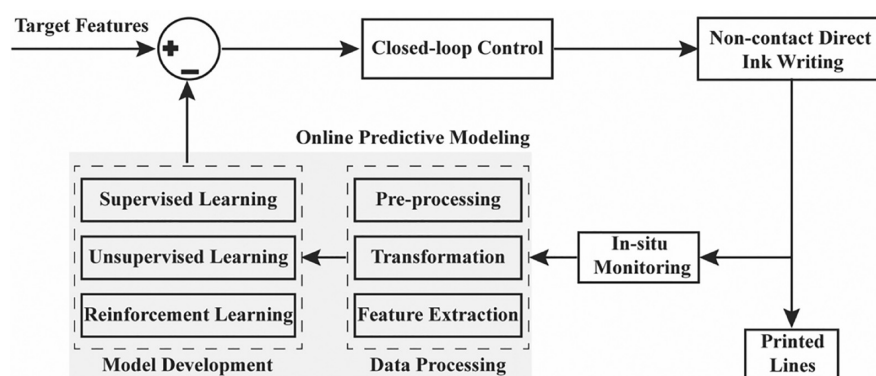 Target Features
+
−
Closed-loop Control
Non-contact Direct
Ink Writing
Online Predictive Modeling
Supervised Learning
Unsupervised Learning
Reinforcement Learning
Model Development
Pre-processing
Transformation
Feature Extraction
Data Processing
In-situ
Monitoring
Printed
Lines